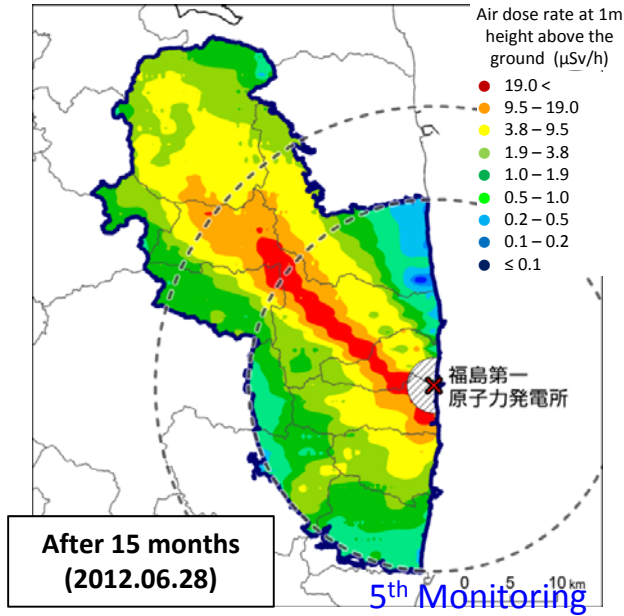 Air dose rate at 1m
height above the
ground (μSv/h)
19.0 <
9.5 – 19.0
3.8 – 9.5
1.9 – 3.8
1.0 – 1.9
0.5 – 1.0
0.2 – 0.5
0.1 – 0.2
≤ 0.1
福島第一
原子力発電所
After 15 months
(2012.06.28)
0 5 10 km
5th Monitoring